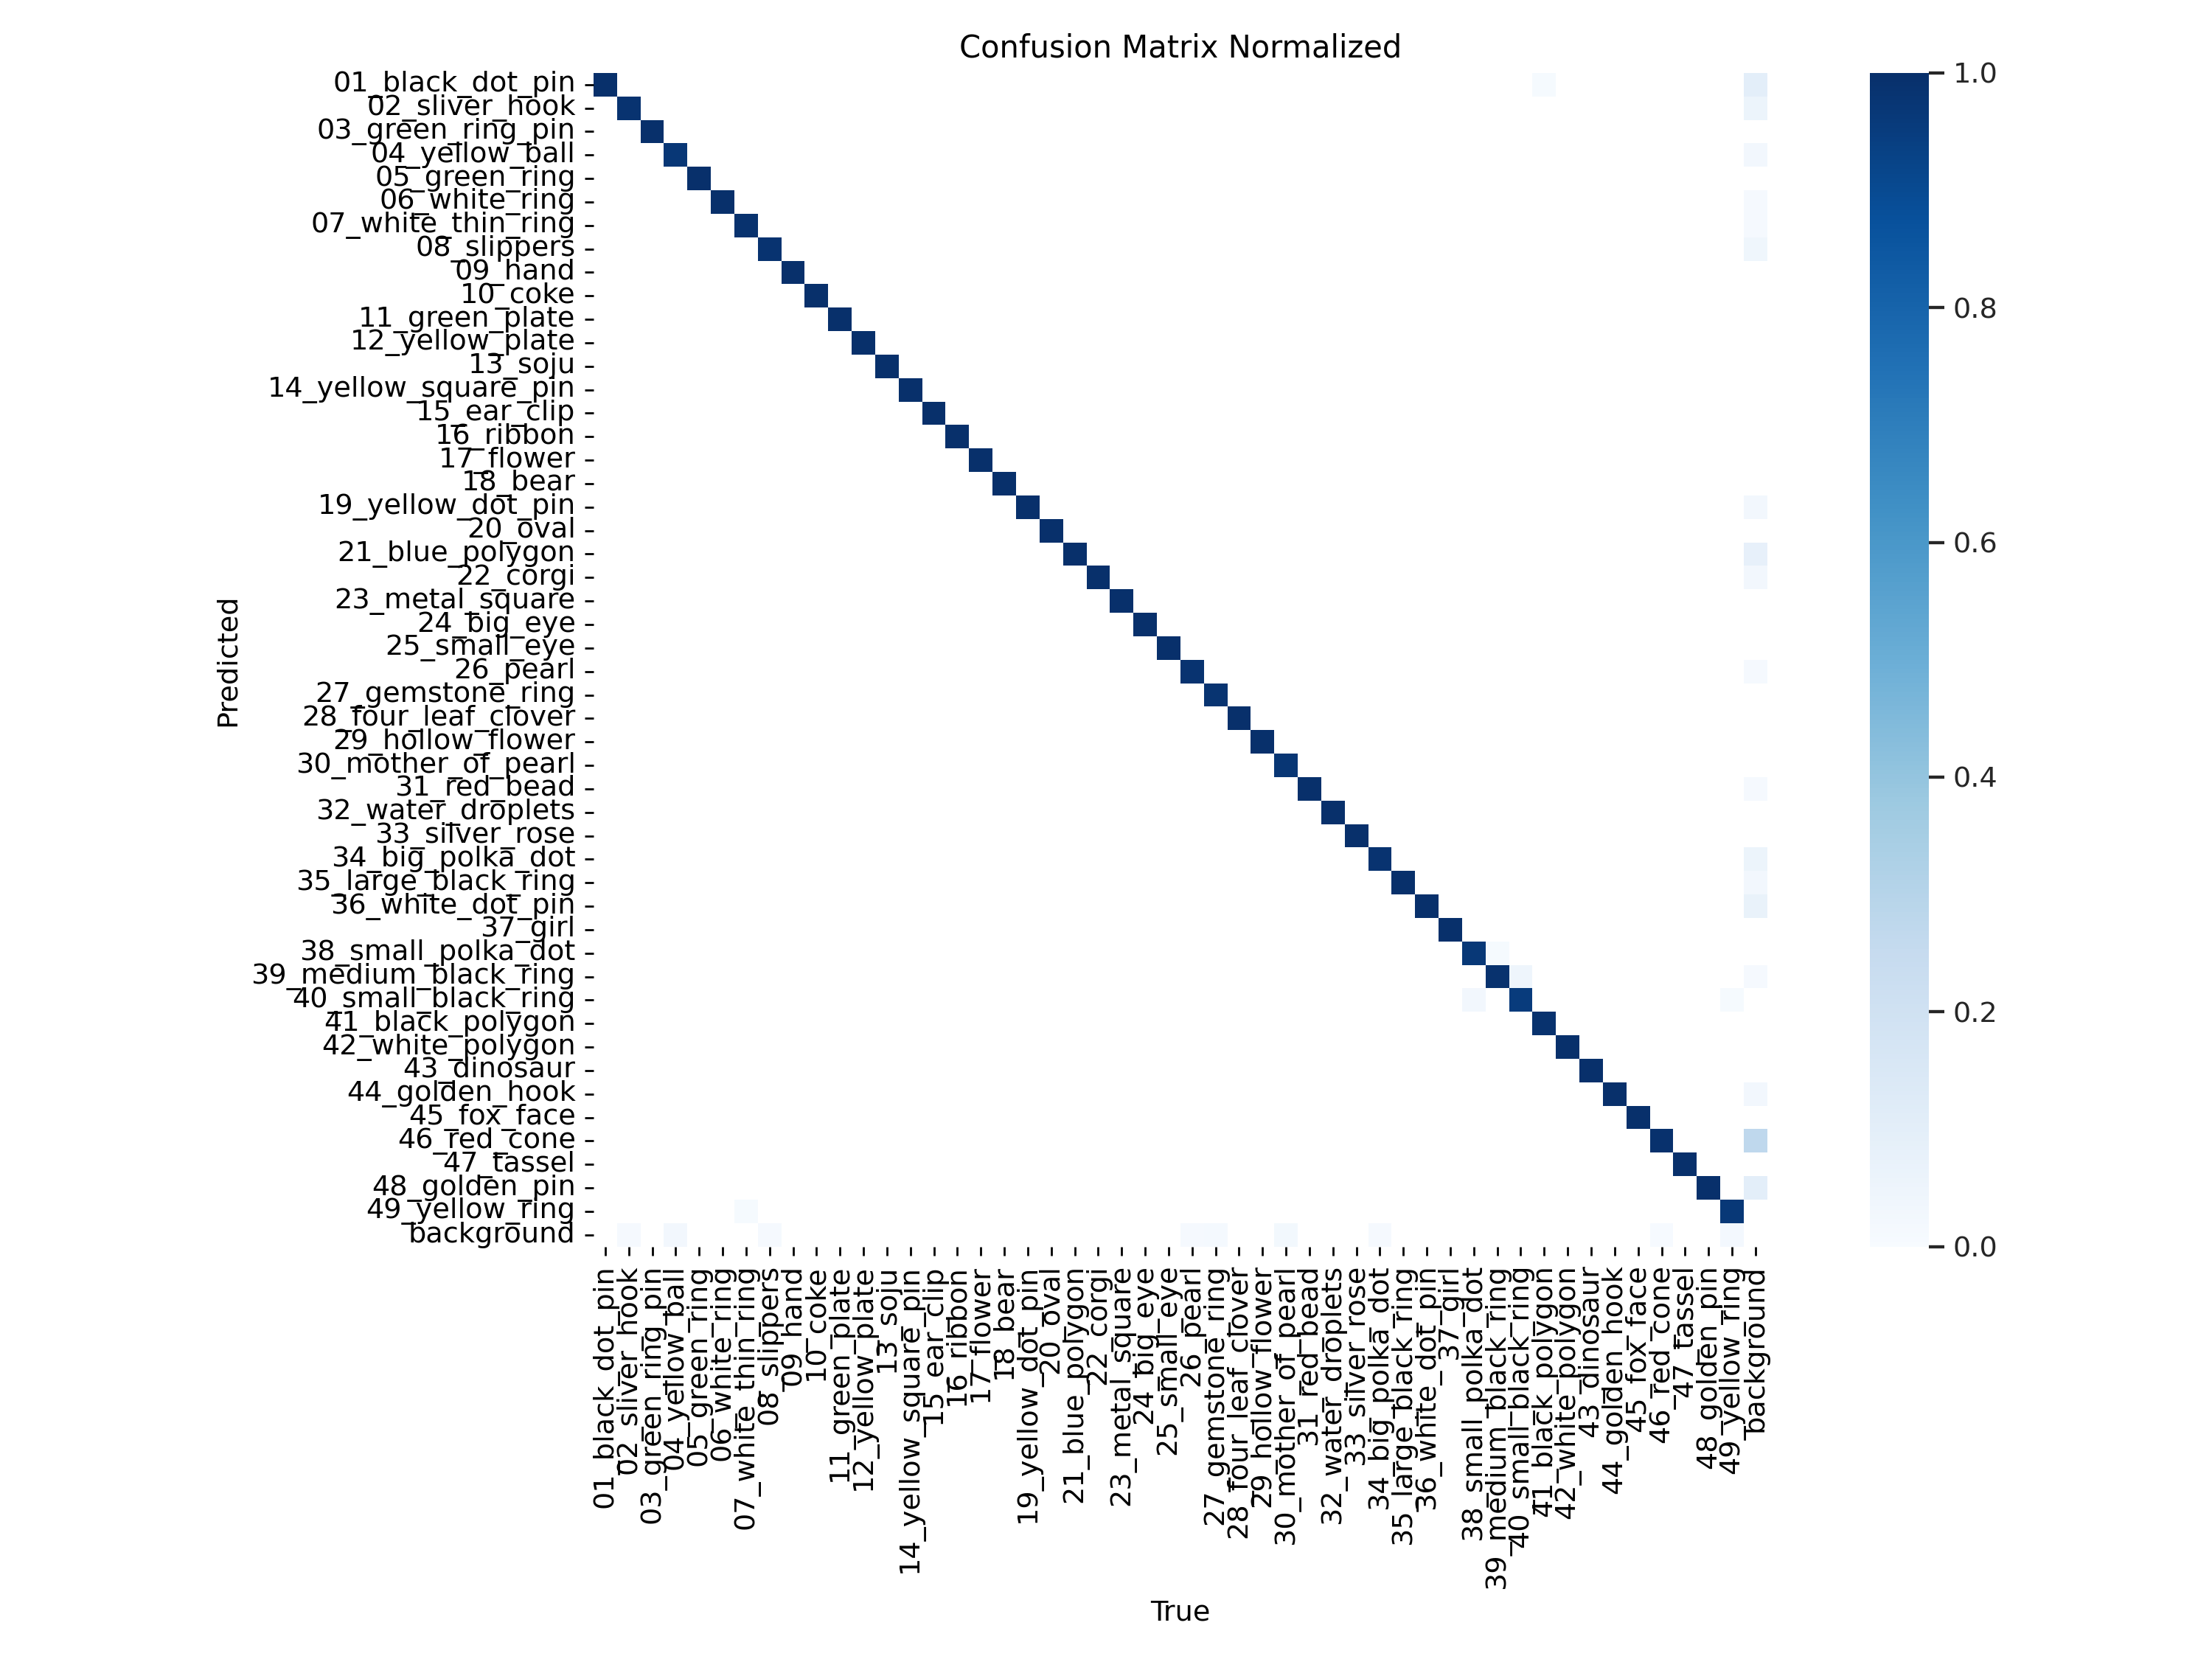 Confusion Matrix Normalized
01_black_dot_pin
02_sliver_hook
03_green_ring_pin
04_yellow_ball
05_green_ring
06_white_ring
07_white_thin_ring
08_slippers
09_hand
10_coke
11_green_plate
12_yellow_plate
13_soju
14_yellow_square_pin
15_ear_clip
16_ribbon
17_flower
18_bear
19_yellow_dot_pin
20_oval
21_blue_polygon
22_corgi
23_metal_square
24_big_eye
25_small_eye
26_pearl
27_gemstone_ring
28_four_leaf_clover
29_hollow_flower
30_mother_of_pearl
31_red_bead
32_water_droplets
33_silver_rose
34_big_polka_dot
35_large_black_ring
36_white_dot_pin
37_girl
38_small_polka_dot
39_medium_black_ring
40_small_black_ring
41_black_polygon
42_white_polygon
43_dinosaur
44_golden_hook
45_fox_face
46_red_cone
47_tassel
48_golden_pin
49_yellow_ring
background
Predicted
01_black_dot_pin
02_sliver_hook
03_green_ring_pin
04_yellow_ball
05_green_ring
06_white_ring
07_white_thin_ring
08_slippers
09_hand
10_coke
11_green_plate
12_yellow_plate
13_soju
14_yellow_square_pin
15_ear_clip
16_ribbon
17_flower
18_bear
19_yellow_dot_pin
20_oval
21_blue_polygon
22_corgi
23_metal_square
24_big_eye
25_small_eye
26_pearl
27_gemstone_ring
28_four_leaf_clover
29_hollow_flower
30_mother_of_pearl
31_red_bead
32_water_droplets
33_silver_rose
34_big_polka_dot
35_large_black_ring
36_white_dot_pin
37_girl
38_small_polka_dot
39_medium_black_ring
40_small_black_ring
41_black_polygon
42_white_polygon
43_dinosaur
44_golden_hook
45_fox_face
46_red_cone
47_tassel
48_golden_pin
49_yellow_ring
background
True
1.0
0.8
0.6
0.4
0.2
0.0